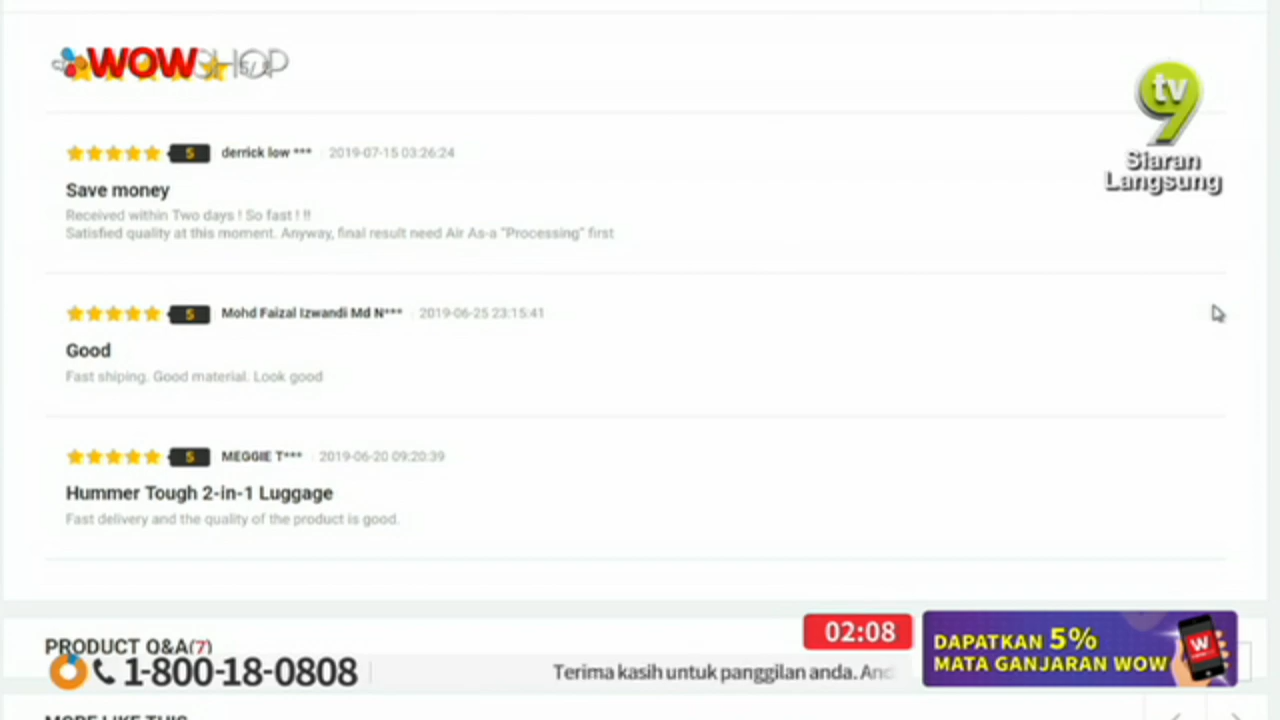 WOWSHOP
tv9
Siaran
Langsung
5 derrick low *** 2019-07-15 03:26:24
Save money
Received within Two days ! So fast ! !!
Satisfied quality at this moment. Anyway, final result need Air As-a "Processing" first
5 Mohd Faizal Izwandi Md N*** 2019-06-25 23:15:41
Good
Fast shiping. Good material. Look good
5 MEGGIE T*** 2019-06-20 09:20:39
Hummer Tough 2-in-1 Luggage
Fast delivery and the quality of the product is good.
PRODUCT Q&A(7)
02:08
DAPATKAN 5%
MATA GANJARAN WOW
W
1-800-18-0808
Terima kasih untuk panggilan anda. And
MORE LIKE THIS